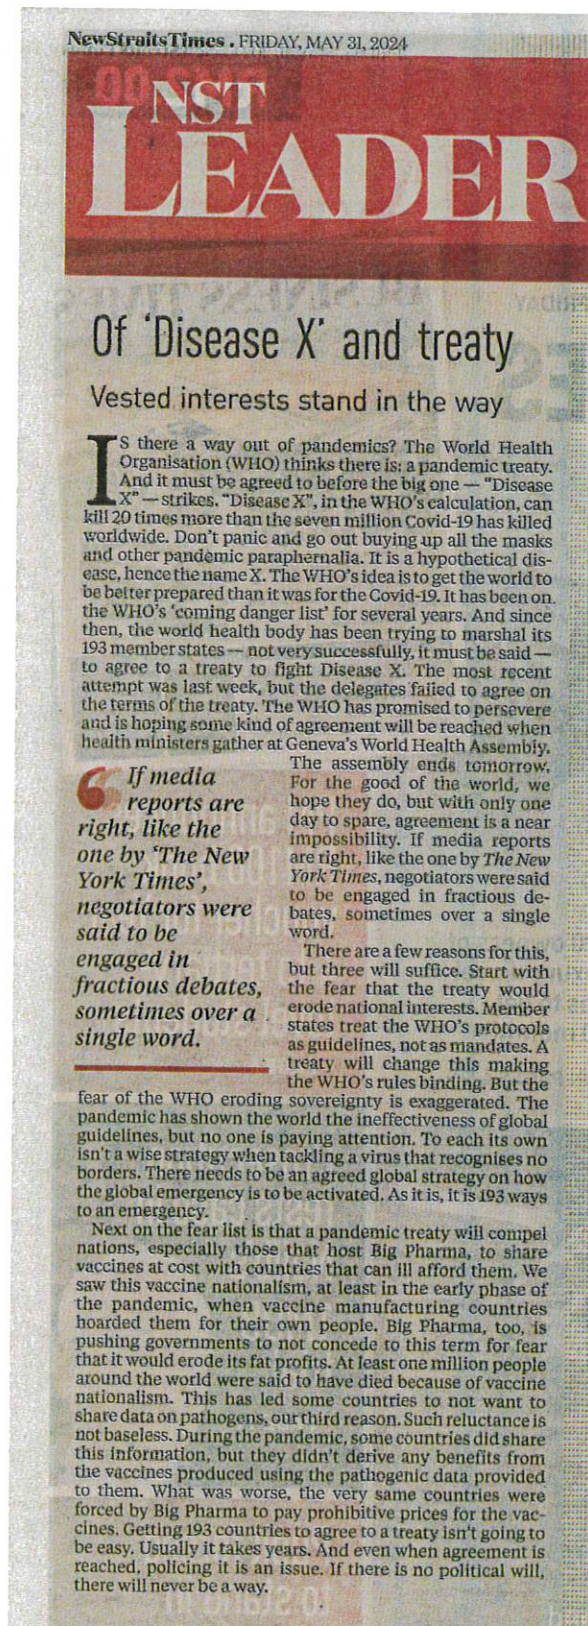 NewStraitsTimes . FRIDAY, MAY 31, 2024
NST
LEADER
Of 'Disease X' and treaty
Vested interests stand in the way
IS there a way out of pandemics? The World Health
Organisation (WHO) thinks there is: a pandemic treaty.
And it must be agreed to before the big one — "Disease
X" — strikes. "Disease X", in the WHO's calculation, can
kill 20 times more than the seven million Covid-19 has killed
worldwide. Don't panic and go out buying up all the masks
and other pandemic paraphernalia. It is a hypothetical dis-
ease, hence the name X. The WHO's idea is to get the world to
be better prepared than it was for the Covid-19. It has been on
the WHO's 'coming danger list' for several years. And since
then, the world health body has been trying to marshal its
193 member states — not very successfully, it must be said —
to agree to a treaty to fight Disease X. The most recent
attempt was last week, but the delegates failed to agree on
the terms of the treaty. The WHO has promised to persevere
and is hoping some kind of agreement will be reached when
health ministers gather at Geneva's World Health Assembly.
The assembly ends tomorrow.
For the good of the world, we
hope they do, but with only one
day to spare, agreement is a near
impossibility. If media reports
are right, like the one by The New
York Times, negotiators were said
to be engaged in fractious de-
bates, sometimes over a single
word.
There are a few reasons for this,
but three will suffice. Start with
the fear that the treaty would
erode national interests. Member
states treat the WHO's protocols
as guidelines, not as mandates. A
treaty will change this making
the WHO's rules binding. But the
If media
reports are
right, like the
one by 'The New
York Times',
negotiators were
said to be
engaged in
fractious debates,
sometimes over a
single word.
fear of the WHO eroding sovereignty is exaggerated. The
pandemic has shown the world the ineffectiveness of global
guidelines, but no one is paying attention. To each its own
isn't a wise strategy when tackling a virus that recognises no
borders. There needs to be an agreed global strategy on how
the global emergency is to be activated. As it is, it is 193 ways
to an emergency.
Next on the fear list is that a pandemic treaty will compel
nations, especially those that host Big Pharma, to share
vaccines at cost with countries that can ill afford them. We
saw this vaccine nationalism, at least in the early phase of
the pandemic, when vaccine manufacturing countries
hoarded them for their own people. Big Pharma, too, is
pushing governments to not concede to this term for fear
that it would erode its fat profits. At least one million people
around the world were said to have died because of vaccine
nationalism. This has led some countries to not want to
share data on pathogens, our third reason. Such reluctance is
not baseless. During the pandemic, some countries did share
this information, but they didn't derive any benefits from
the vaccines produced using the pathogenic data provided
to them. What was worse, the very same countries were
forced by Big Pharma to pay prohibitive prices for the vac-
cines. Getting 193 countries to agree to a treaty isn't going to
be easy. Usually it takes years. And even when agreement is
reached, policing it is an issue. If there is no political will,
there will never be a way.